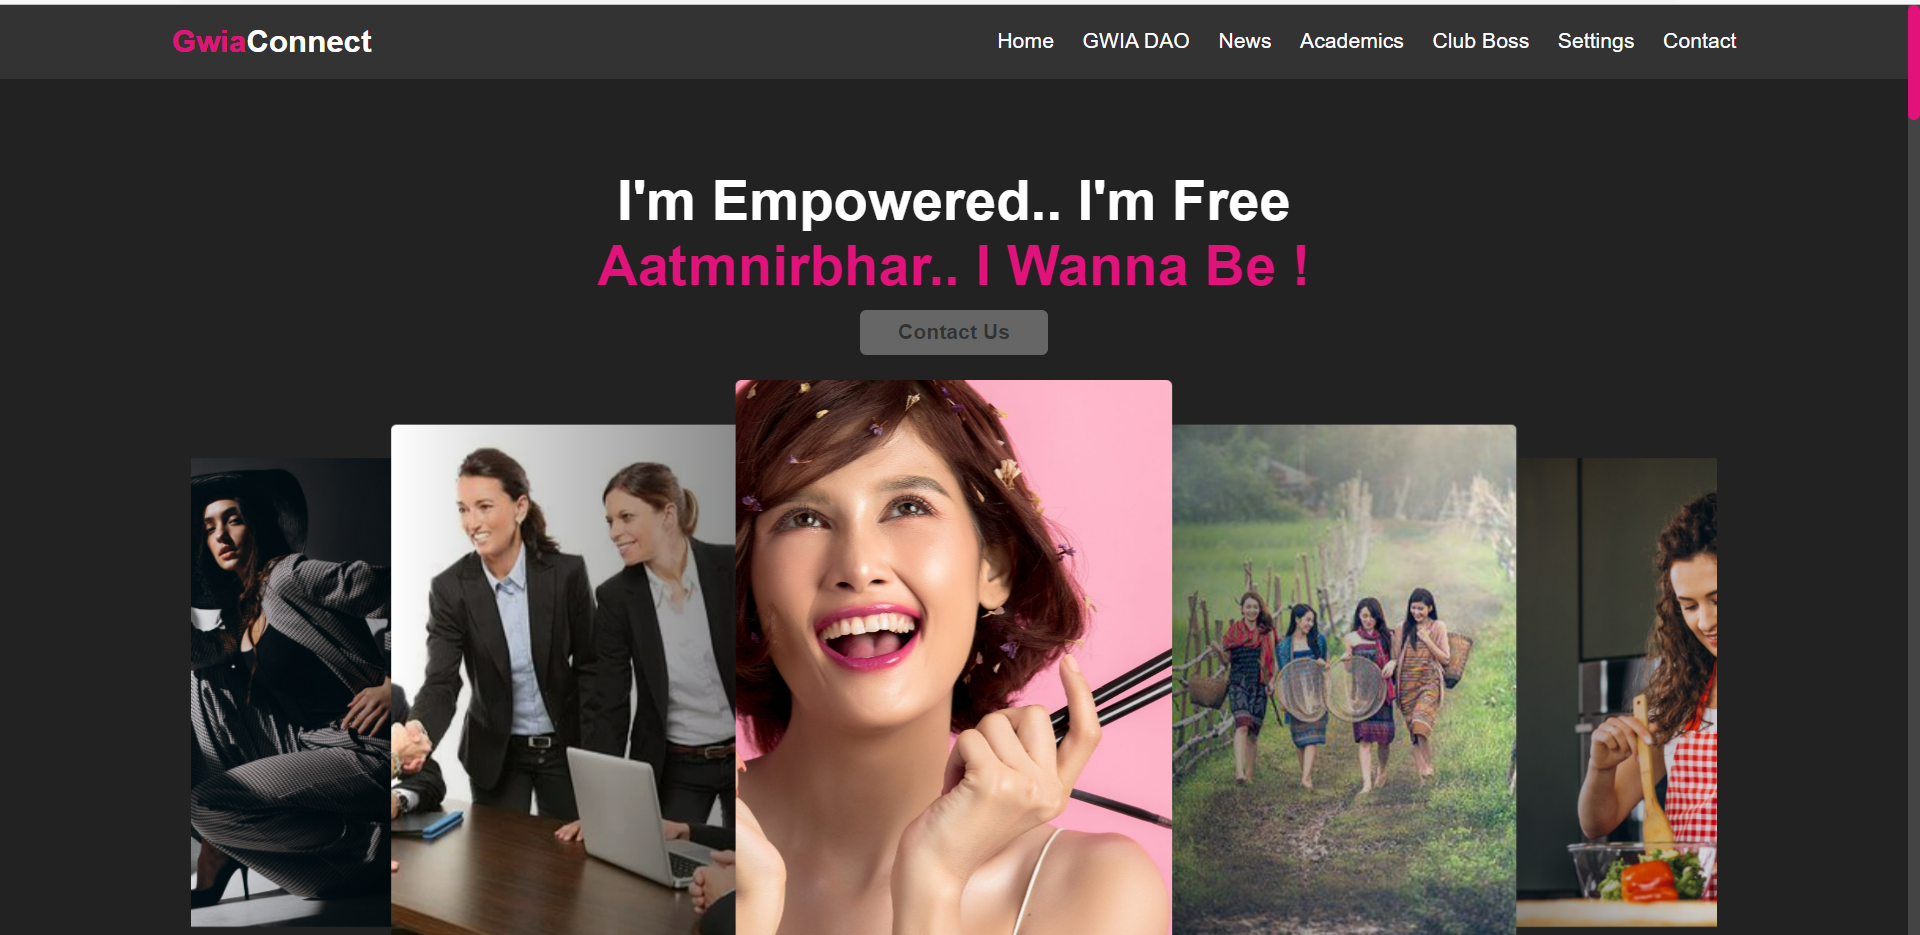 GwiaConnect
Home GWIA DAO News Academics Club Boss Settings Contact
I'm Empowered.. I'm Free
Aatmnirbhar.. I Wanna Be !
Contact Us